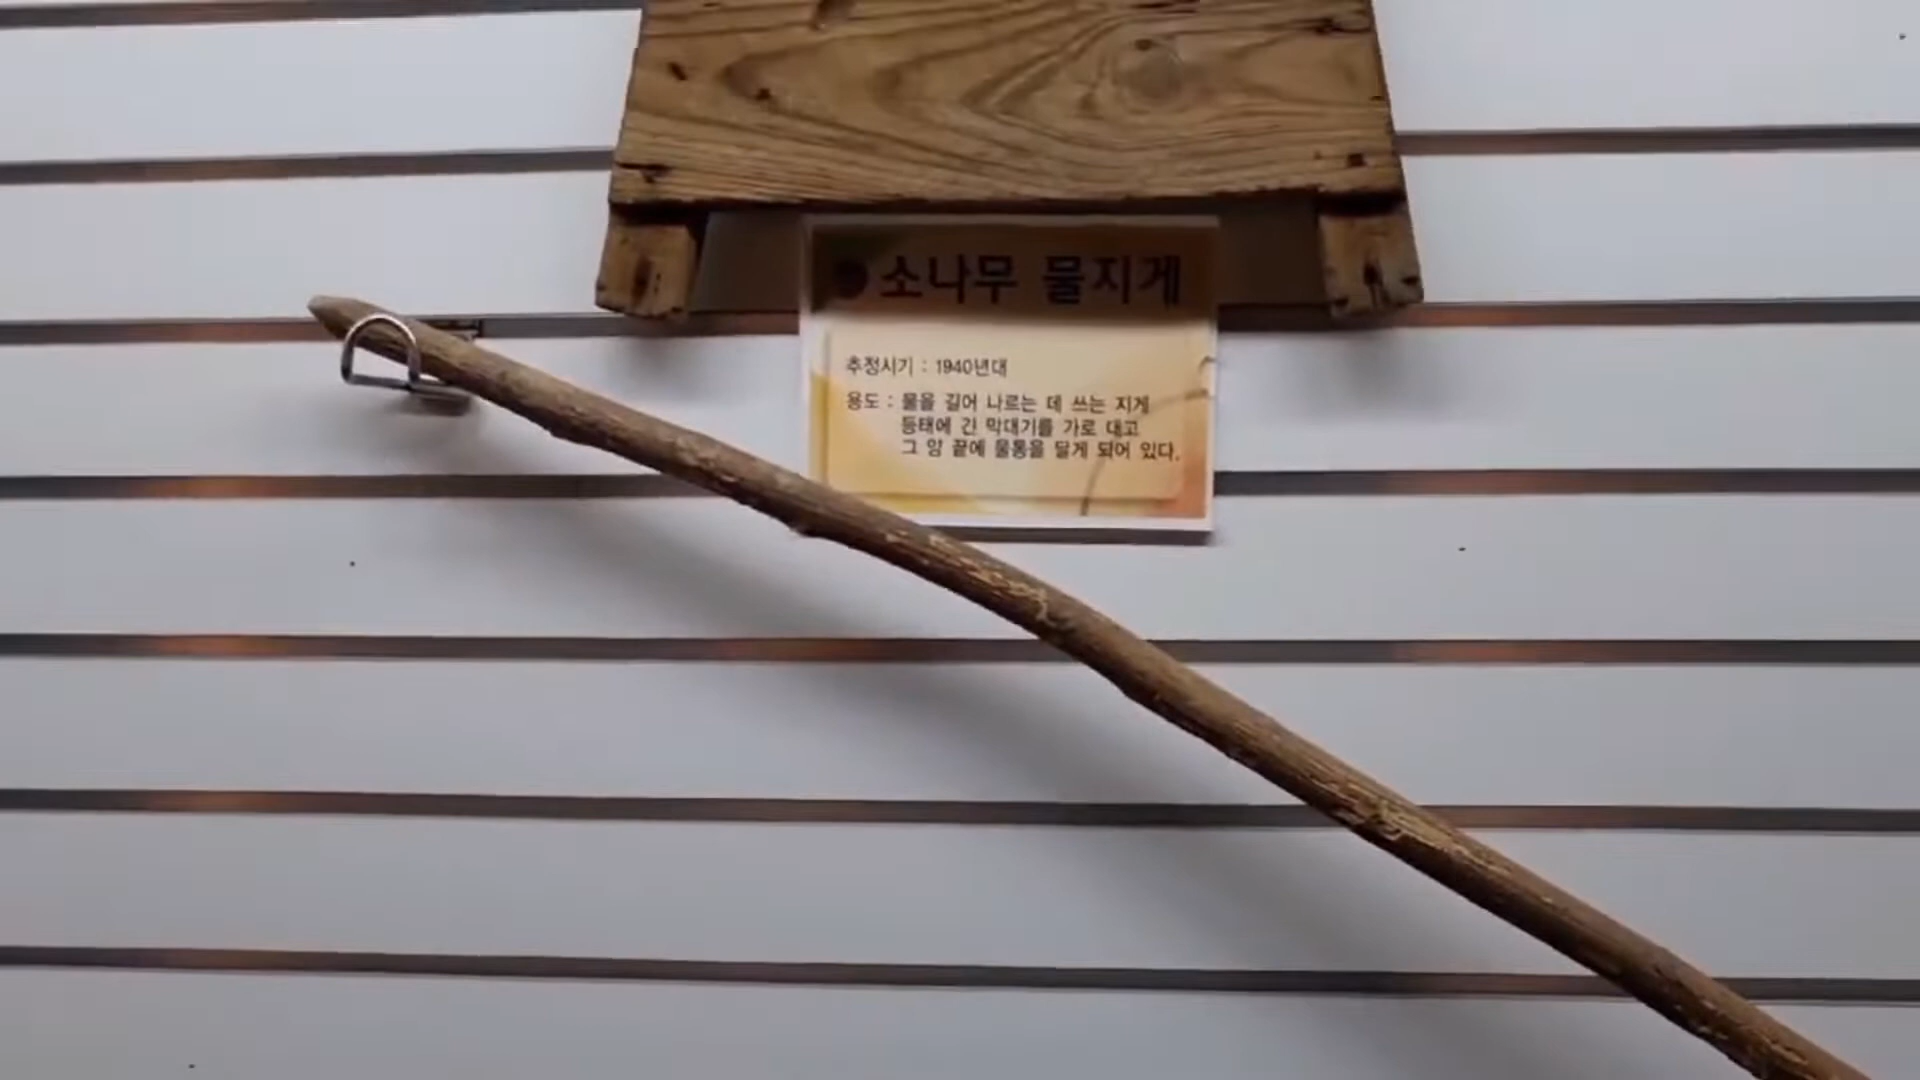 소나무 물지게
추정시기 : 1940년대
용도 : 물을 길어 나르는 데 쓰는 지게
등태에 긴 막대기를 가로 대고
그 양 끝에 물통을 달게 되어 있다.